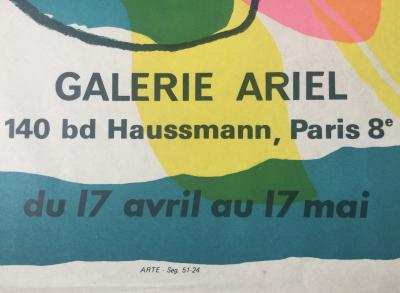 GALERIE ARIEL
140 bd Haussmann, Paris 8e
du 17 avril au 17 mai
ARTE - Seg. 51-24